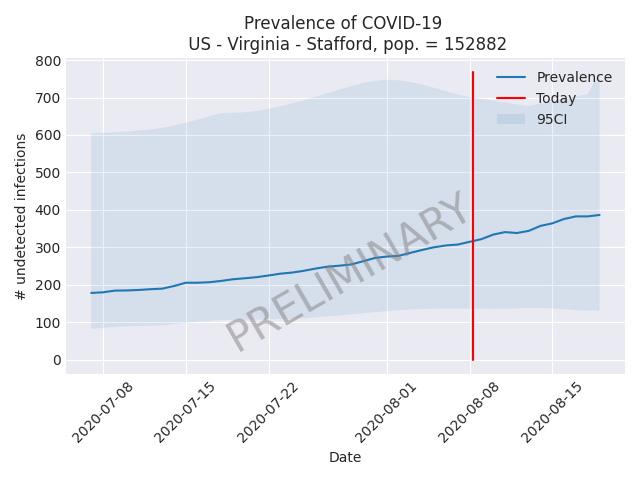 Prevalence of COVID-19
US - Virginia - Stafford, pop. = 152882
800
700
600
500
400
300
200
100
0
# undetected infections
Prevalence
Today
95CI
PRELIMINARY
2020-07-08
2020-07-15
2020-07-22
2020-08-01
2020-08-08
2020-08-15
Date